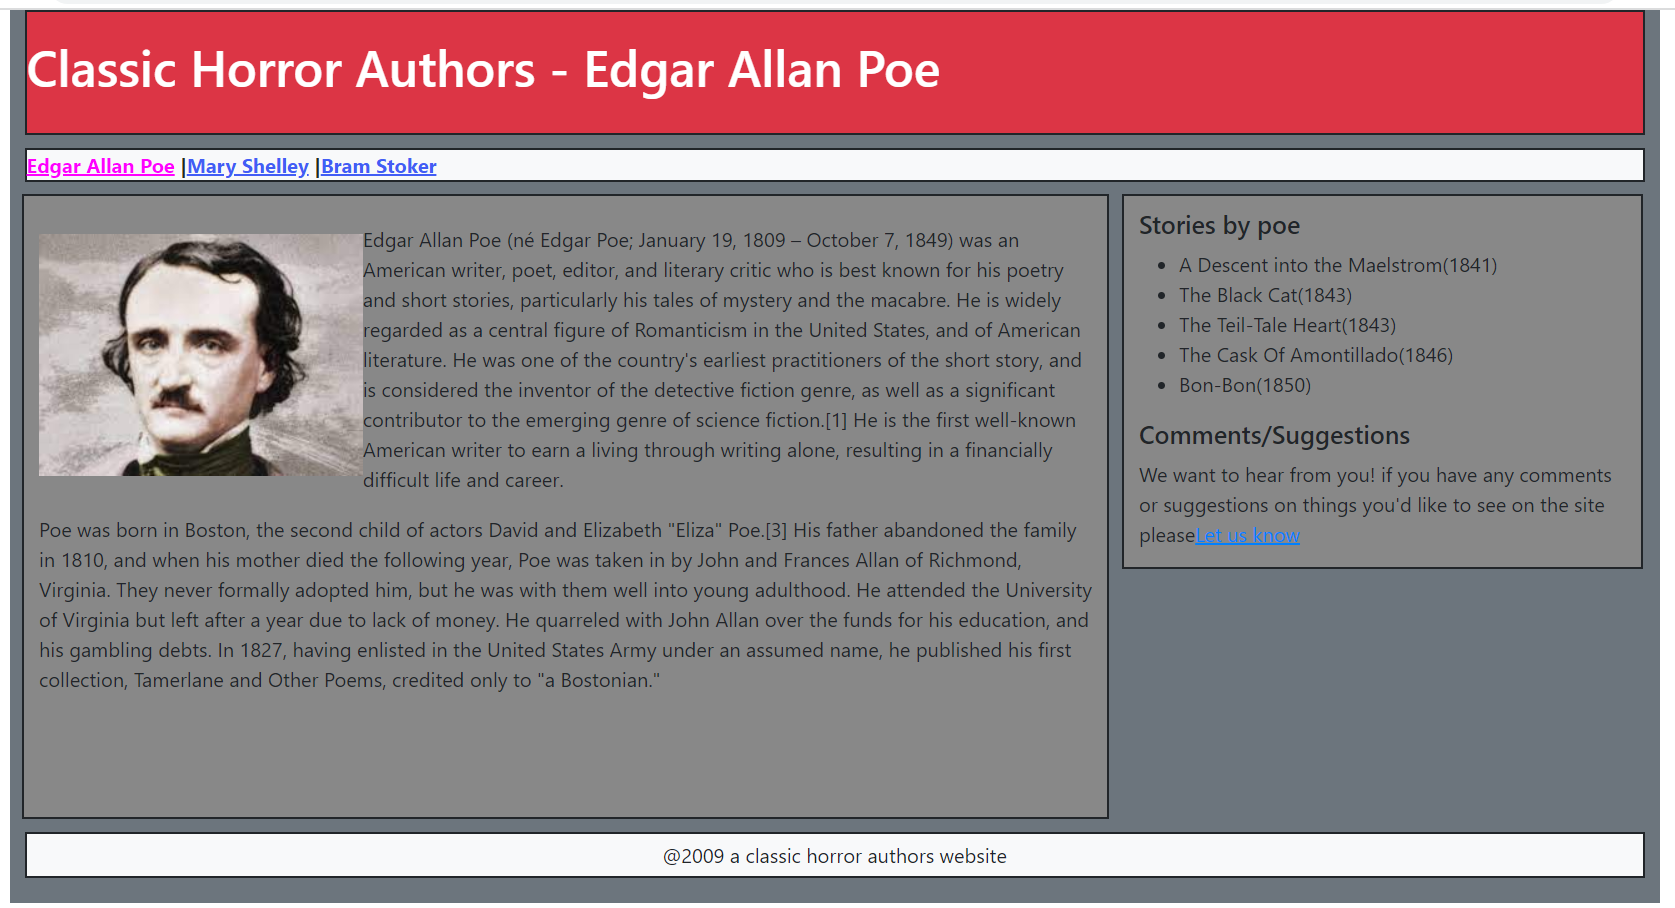 Classic Horror Authors - Edgar Allan Poe
Edgar Allan Poe |Mary Shelley |Bram Stoker
Edgar Allan Poe (né Edgar Poe; January 19, 1809 – October 7, 1849) was an
American writer, poet, editor, and literary critic who is best known for his poetry
and short stories, particularly his tales of mystery and the macabre. He is widely
regarded as a central figure of Romanticism in the United States, and of American
literature. He was one of the country's earliest practitioners of the short story, and
is considered the inventor of the detective fiction genre, as well as a significant
contributor to the emerging genre of science fiction.[1] He is the first well-known
American writer to earn a living through writing alone, resulting in a financially
difficult life and career.
Poe was born in Boston, the second child of actors David and Elizabeth "Eliza" Poe.[3] His father abandoned the family
in 1810, and when his mother died the following year, Poe was taken in by John and Frances Allan of Richmond,
Virginia. They never formally adopted him, but he was with them well into young adulthood. He attended the University
of Virginia but left after a year due to lack of money. He quarreled with John Allan over the funds for his education, and
his gambling debts. In 1827, having enlisted in the United States Army under an assumed name, he published his first
collection, Tamerlane and Other Poems, credited only to "a Bostonian."
Stories by poe
A Descent into the Maelstrom(1841)
The Black Cat(1843)
The Teil-Tale Heart(1843)
The Cask Of Amontillado(1846)
Bon-Bon(1850)
Comments/Suggestions
We want to hear from you! if you have any comments
or suggestions on things you'd like to see on the site
pleaseLet us know
@2009 a classic horror authors website